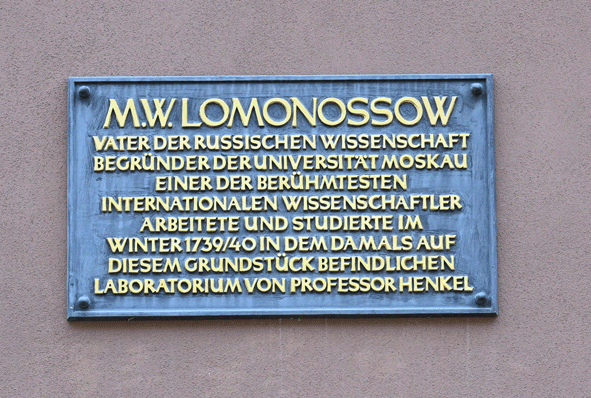 M.W. LOMONOSSOW
VATER DER RUSSISCHEN WISSENSCHAFT
BEGRÜNDER DER UNIVERSITÄT MOSKAU
EINER DER BERÜHMTESTEN
INTERNATIONALEN WISSENSCHAFTLER
ARBEITETE UND STUDIERTE IM
WINTER 1739/40 IN DEM DAMALS AUF
DIESEM GRUNDSTÜCK BEFINDLICHEN
LABORATORIUM VON PROFESSOR HENKEL